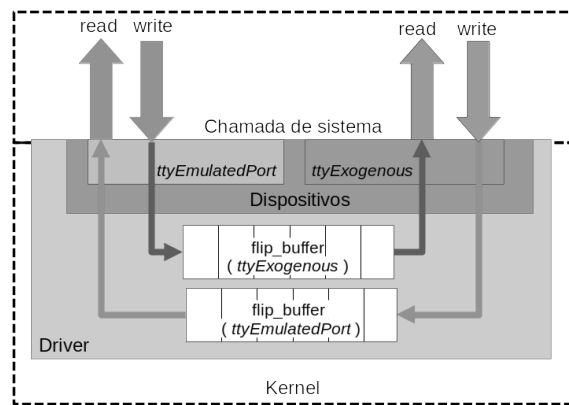 read write read write
Chamada de sistema
ttyEmulatedPort ttyExogenous
Dispositivos
flip_buffer
( ttyExogenous )
flip_buffer
( ttyEmulatedPort )
Driver
Kernel